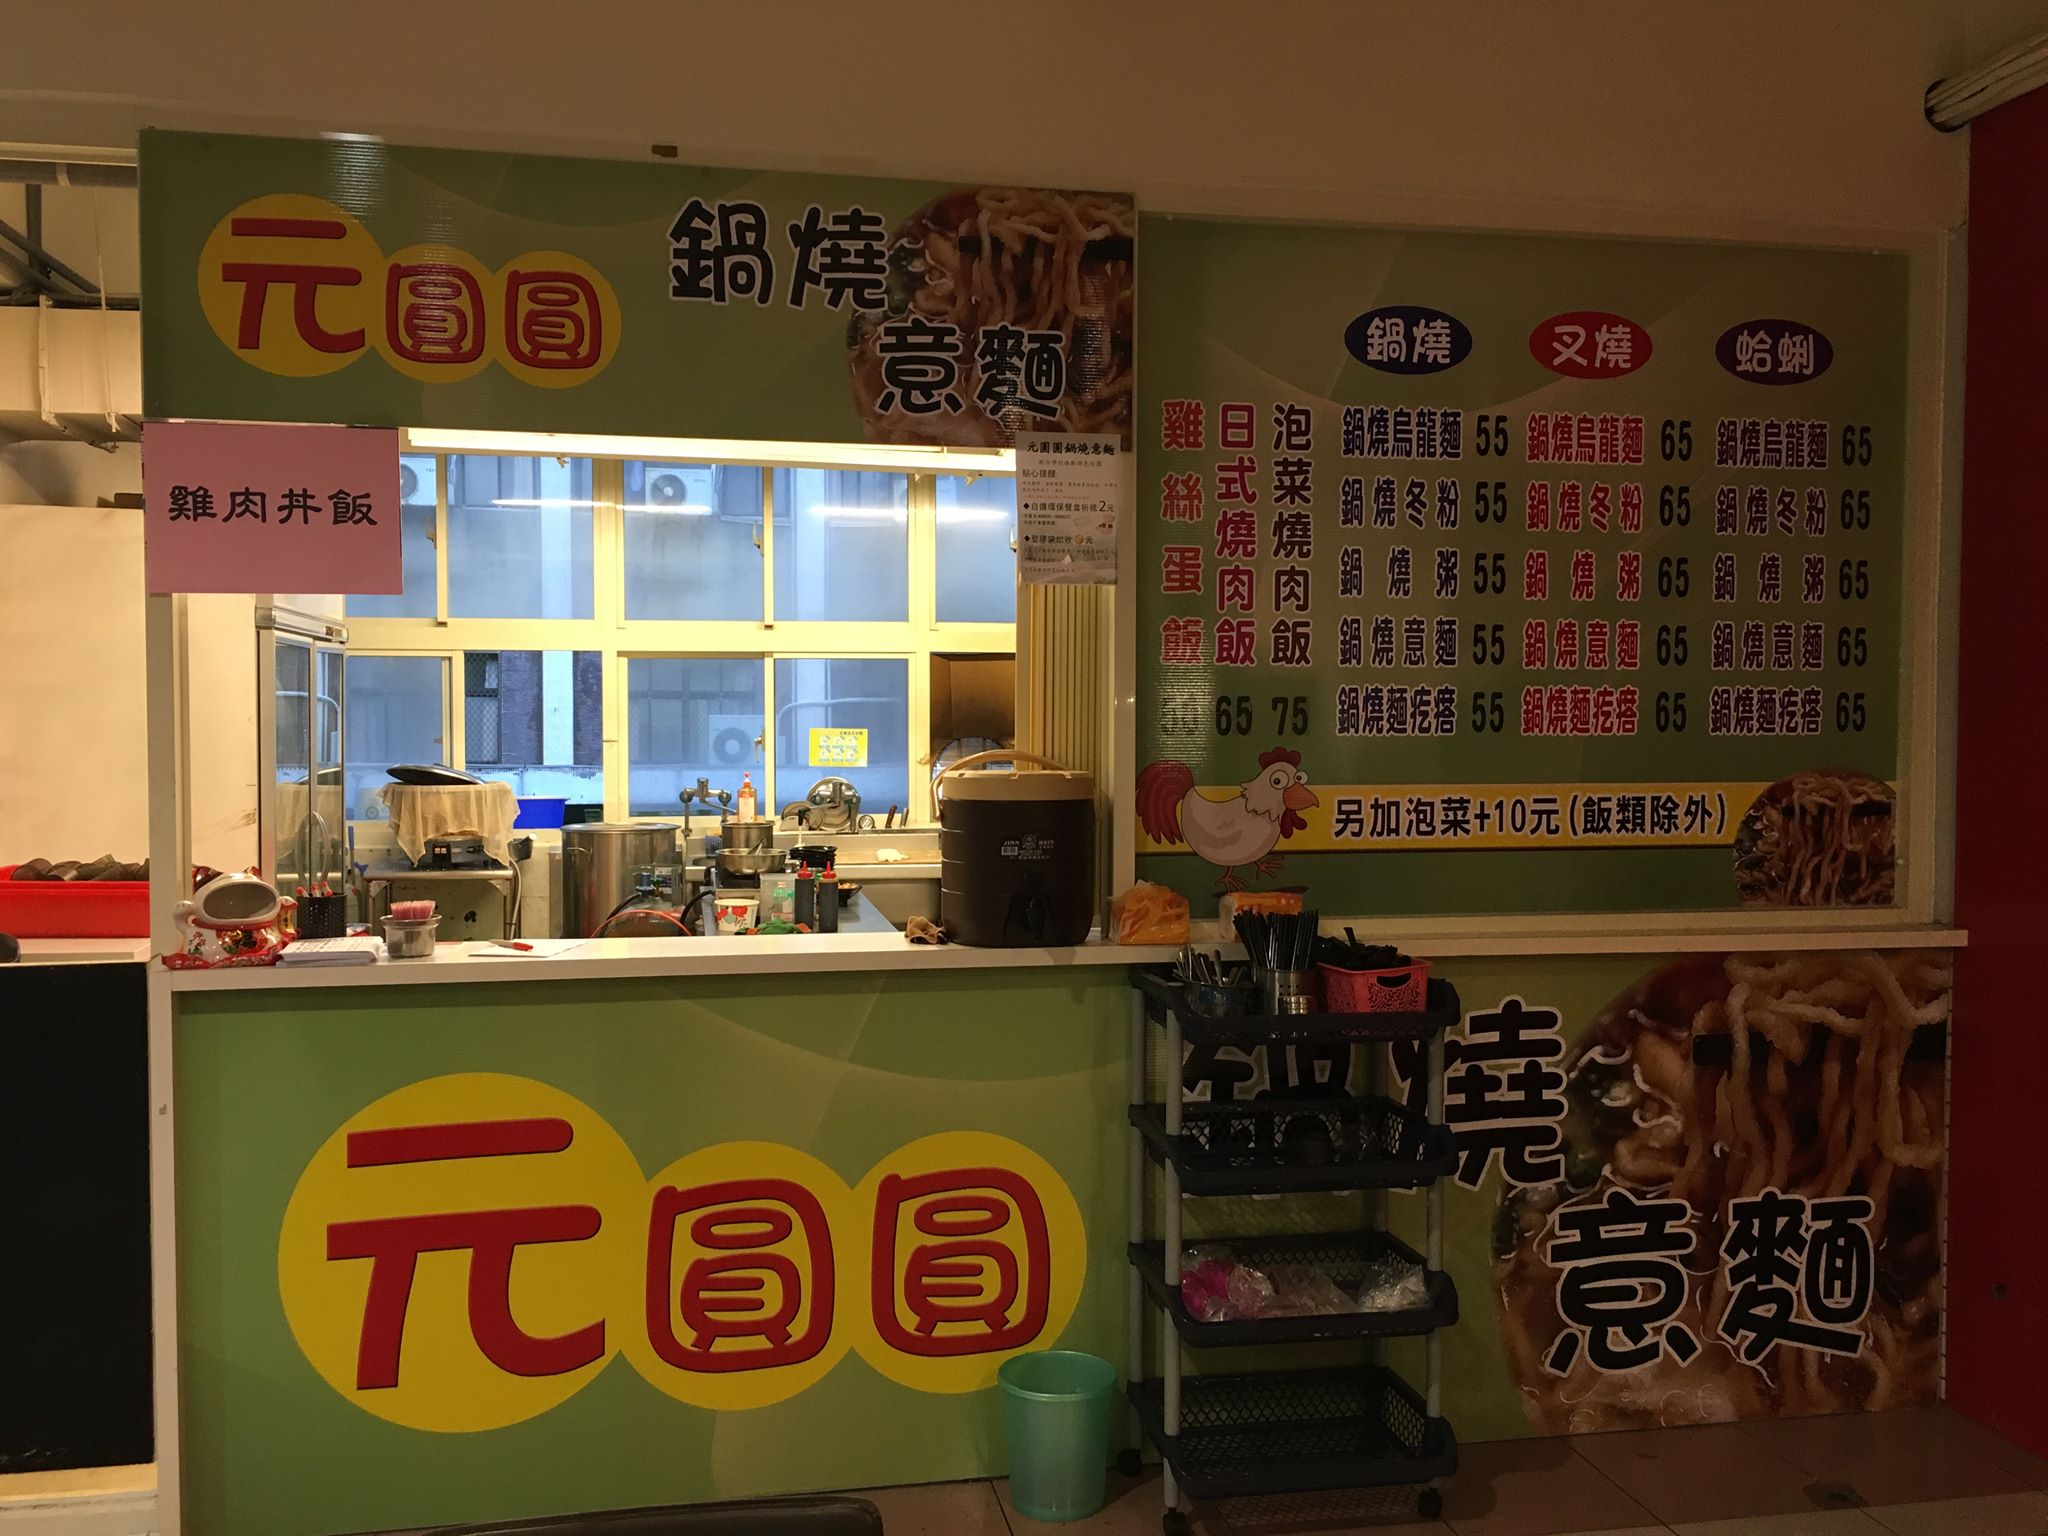 元圓圓
鍋燒
意麵
雞肉丼飯
元圓圓鍋燒意麵
貼心提醒
◆自備環保餐盒折抵2元
◆塑膠袋加收 元
雞絲蛋飯
日式燒肉飯 65
泡菜燒肉飯 75
鍋燒 叉燒 蛤蜊
鍋燒烏龍麵 55 鍋燒烏龍麵 65 鍋燒烏龍麵 65
鍋燒冬粉 55 鍋燒冬粉 65 鍋燒冬粉 65
鍋燒粥 55 鍋燒粥 65 鍋燒粥 65
鍋燒意麵 55 鍋燒意麵 65 鍋燒意麵 65
鍋燒麵疙瘩 55 鍋燒麵疙瘩 65 鍋燒麵疙瘩 65
另加泡菜+10元(飯類除外)
元圓圓
鍋燒
意麵